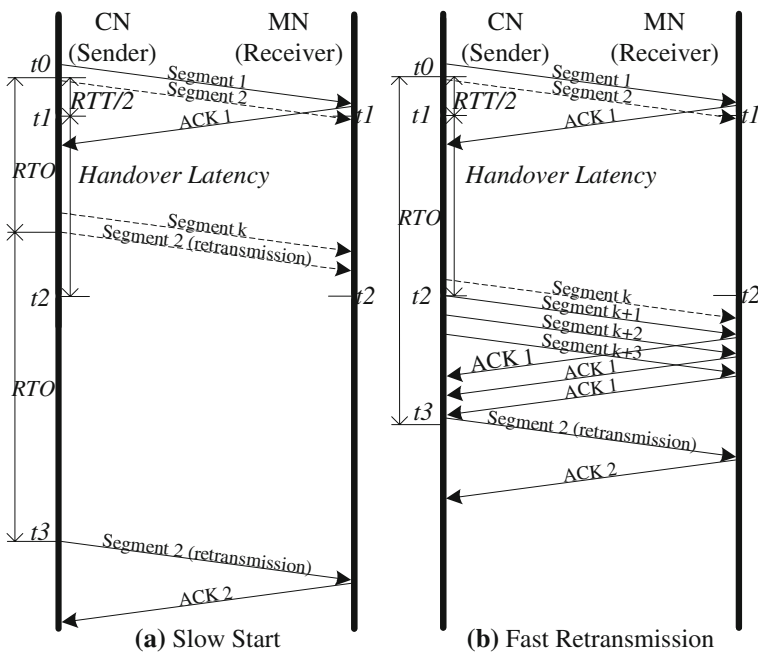 CN
(Sender)
MN
(Receiver)
t0
Segment 1
Segment 2
RTT/2
t1
t1
ACK 1
RTO
Handover Latency
Segment k
Segment 2 (retransmission)
t2
t2
RTO
t3
Segment 2 (retransmission)
ACK 2
(a) Slow Start
CN
(Sender)
MN
(Receiver)
t0
Segment 1
Segment 2
RTT/2
t1
t1
ACK 1
Handover Latency
RTO
Segment k
t2
t2
Segment k+1
Segment k+2
Segment k+3
ACK 1
ACK 1
ACK 1
t3
Segment 2 (retransmission)
ACK 2
(b) Fast Retransmission